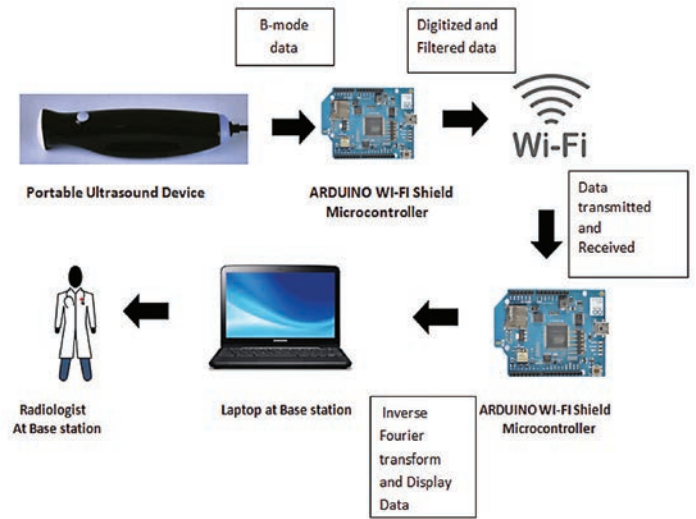 B-mode
data
Digitized and
Filtered data
Wi-Fi
Portable Ultrasound Device
ARDUINO WI-FI Shield
Microcontroller
Data
transmitted
and
Received
Radiologist
At Base station
Laptop at Base station
Inverse
Fourier
transform
and Display
Data
ARDUINO WI-FI Shield
Microcontroller